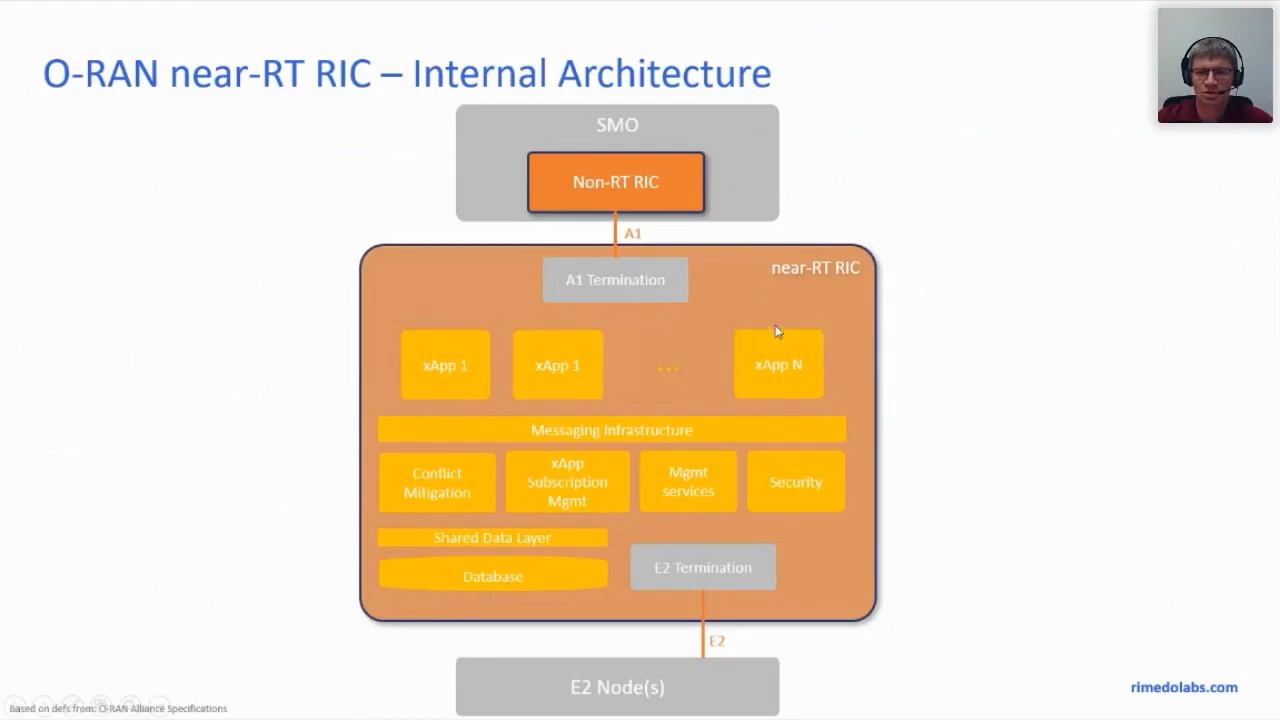 O-RAN near-RT RIC – Internal Architecture
SMO
Non-RT RIC
A1
near-RT RIC
A1 Termination
xApp 1
xApp 1
...
xApp N
Messaging Infrastructure
Conflict
Mitigation
xApp
Subscription
Mgmt
Mgmt
services
Security
Shared Data Layer
Database
E2 Termination
E2
E2 Node(s)
rimedolabs.com
Based on defs from: O-RAN Alliance Specifications